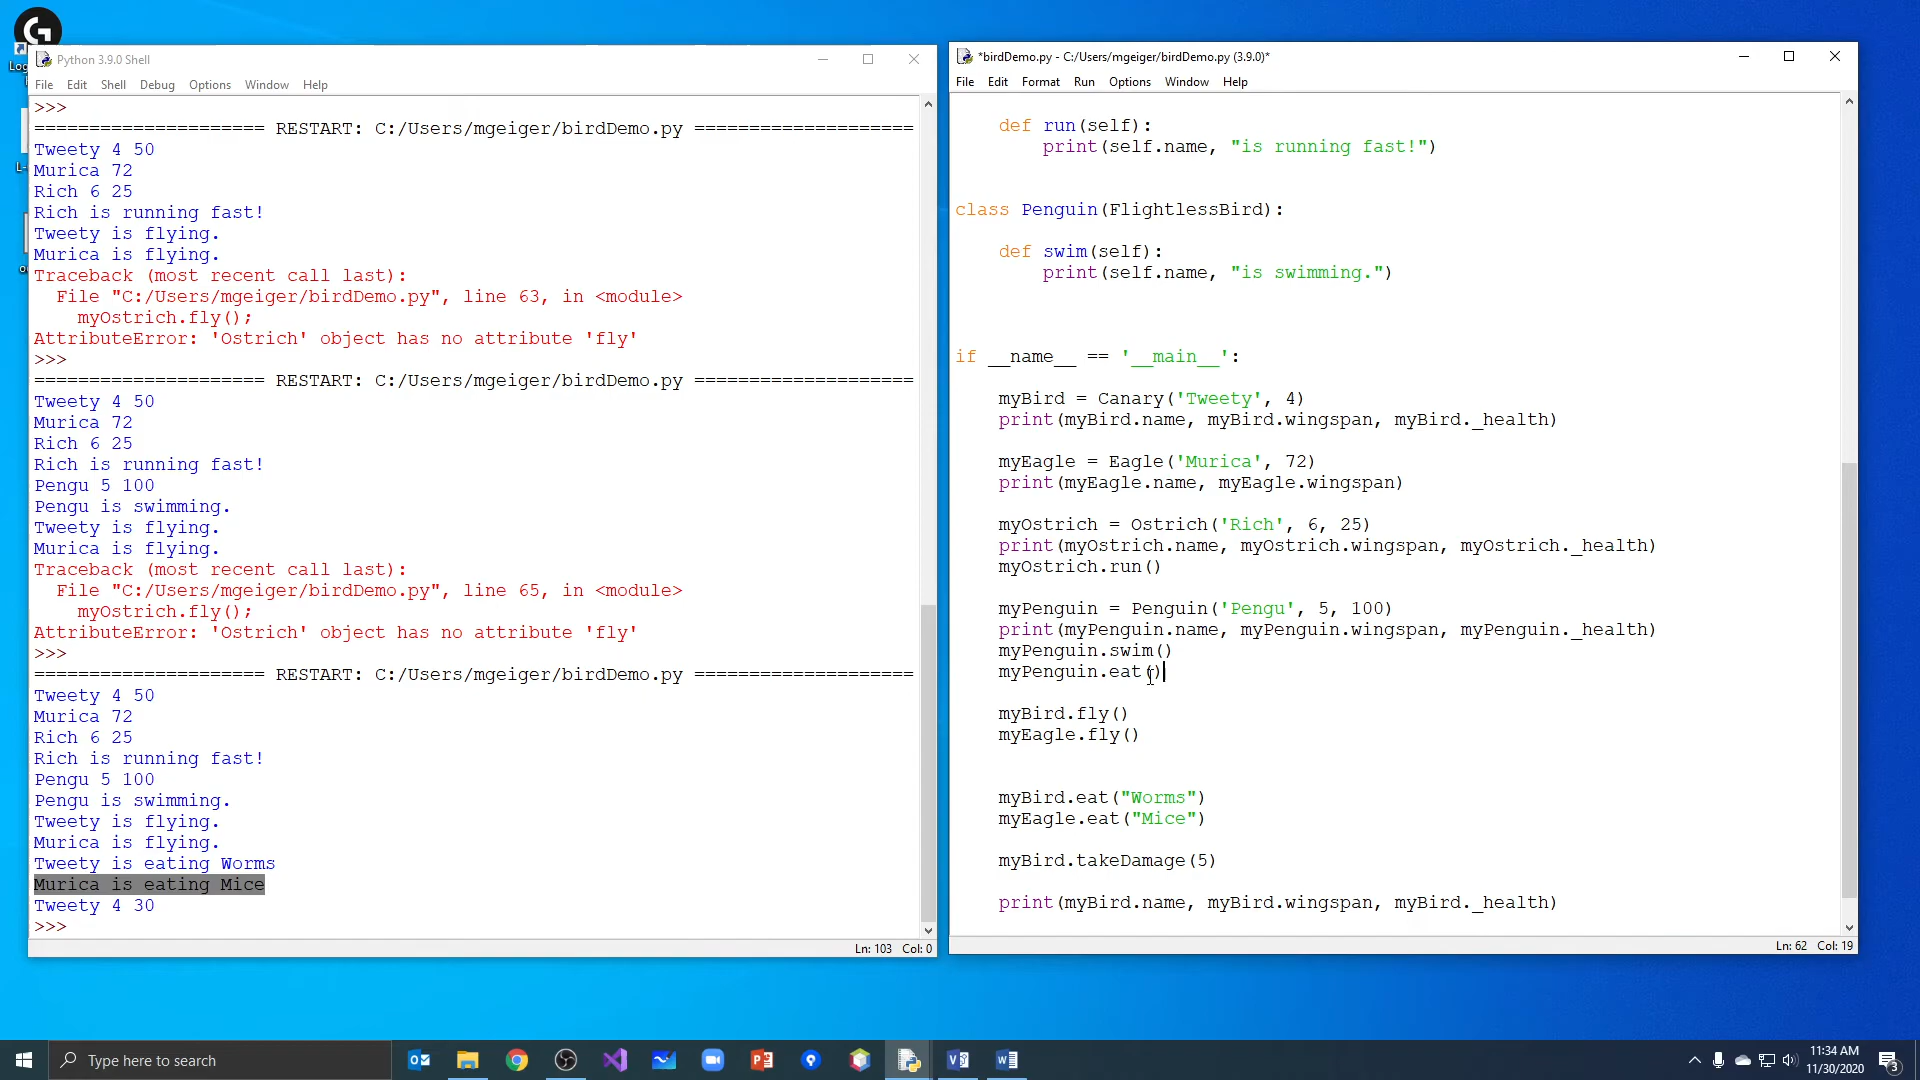 Python 3.9.0 Shell
File Edit Shell Debug Options Window Help
>>>
===================== RESTART: C:/Users/mgeiger/birdDemo.py ====================
Tweety 4 50
Murica 72
Rich 6 25
Rich is running fast!
Tweety is flying.
Murica is flying.
Traceback (most recent call last):
  File "C:/Users/mgeiger/birdDemo.py", line 63, in <module>
    myOstrich.fly();
AttributeError: 'Ostrich' object has no attribute 'fly'
>>>
===================== RESTART: C:/Users/mgeiger/birdDemo.py ====================
Tweety 4 50
Murica 72
Rich 6 25
Rich is running fast!
Pengu 5 100
Pengu is swimming.
Tweety is flying.
Murica is flying.
Traceback (most recent call last):
  File "C:/Users/mgeiger/birdDemo.py", line 65, in <module>
    myOstrich.fly();
AttributeError: 'Ostrich' object has no attribute 'fly'
>>>
===================== RESTART: C:/Users/mgeiger/birdDemo.py ====================
Tweety 4 50
Murica 72
Rich 6 25
Rich is running fast!
Pengu 5 100
Pengu is swimming.
Tweety is flying.
Murica is flying.
Tweety is eating Worms
Murica is eating Mice
Tweety 4 30
>>>
Ln: 103 Col: 0
*birdDemo.py - C:/Users/mgeiger/birdDemo.py (3.9.0)*
File Edit Format Run Options Window Help
    def run(self):
        print(self.name, "is running fast!")
class Penguin(FlightlessBird):
    def swim(self):
        print(self.name, "is swimming.")
if __name__ == '__main__':
    myBird = Canary('Tweety', 4)
    print(myBird.name, myBird.wingspan, myBird._health)
    myEagle = Eagle('Murica', 72)
    print(myEagle.name, myEagle.wingspan)
    myOstrich = Ostrich('Rich', 6, 25)
    print(myOstrich.name, myOstrich.wingspan, myOstrich._health)
    myOstrich.run()
    myPenguin = Penguin('Pengu', 5, 100)
    print(myPenguin.name, myPenguin.wingspan, myPenguin._health)
    myPenguin.swim()
    myPenguin.eat()
    myBird.fly()
    myEagle.fly()
    myBird.eat("Worms")
    myEagle.eat("Mice")
    myBird.takeDamage(5)
    print(myBird.name, myBird.wingspan, myBird._health)
Ln: 62 Col: 19
Type here to search
11:34 AM
11/30/2020
3